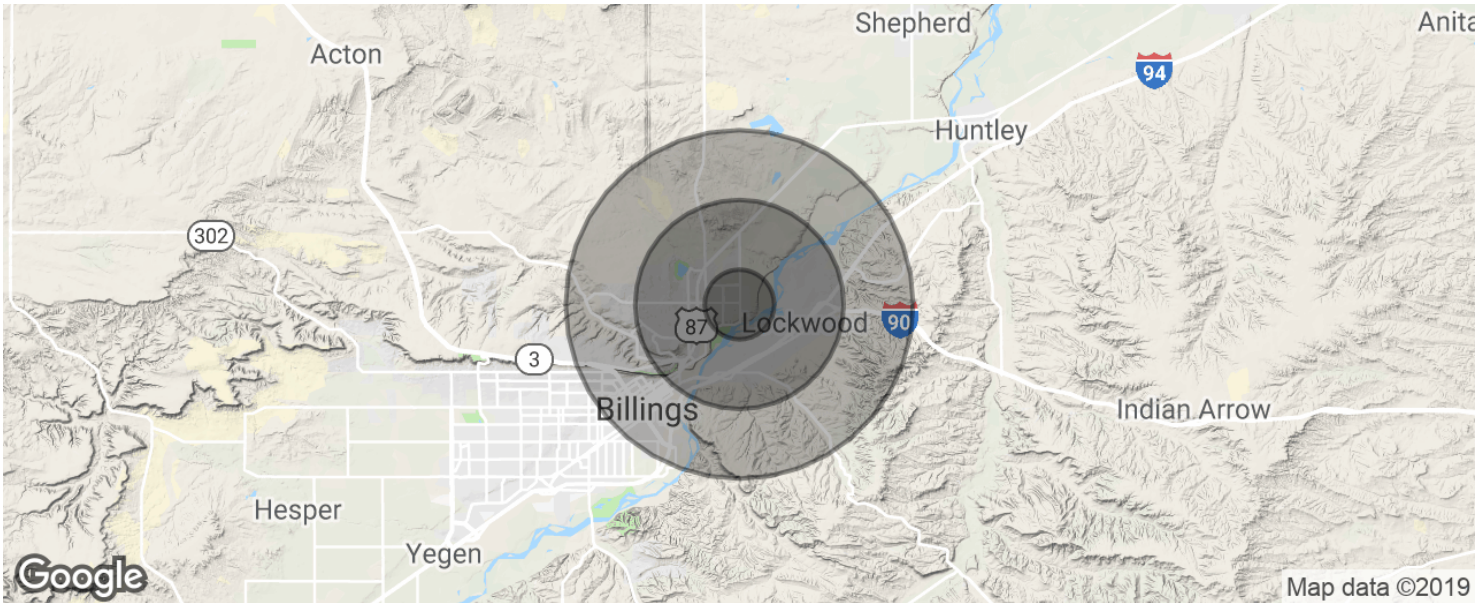 Shepherd
Anita
Acton
94
Huntley
302
87
Lockwood
90
3
Billings
Indian Arrow
Hesper
Yegen
Google
Map data ©2019